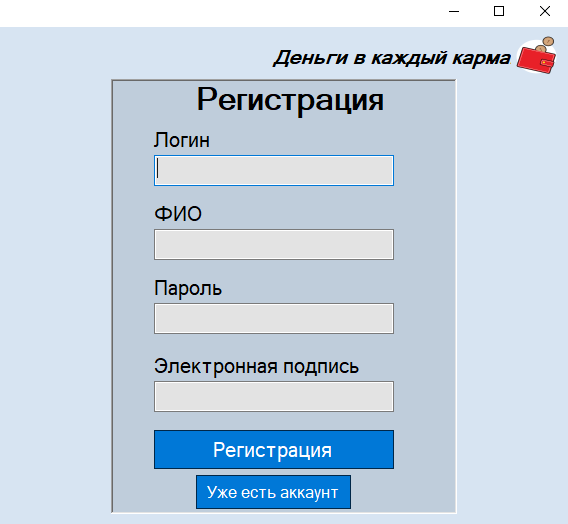 Деньги в каждый карма
Регистрация
Логин
ФИО
Пароль
Электронная подпись
Регистрация
Уже есть аккаунт